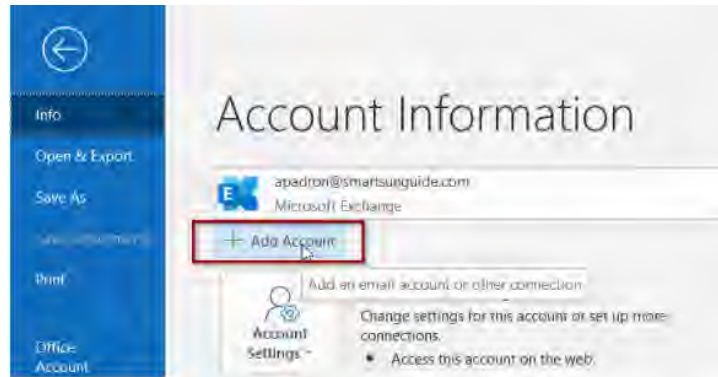 Account Information
Info
Open & Export
Save As
Print
Office
Account
apadron@smartsunguide.com
E
Microsoft Exchange
+ Add Account
Add an email account or other connection
Account
Settings
Change settings for this account or set up more
connections.
• Access this account on the web.